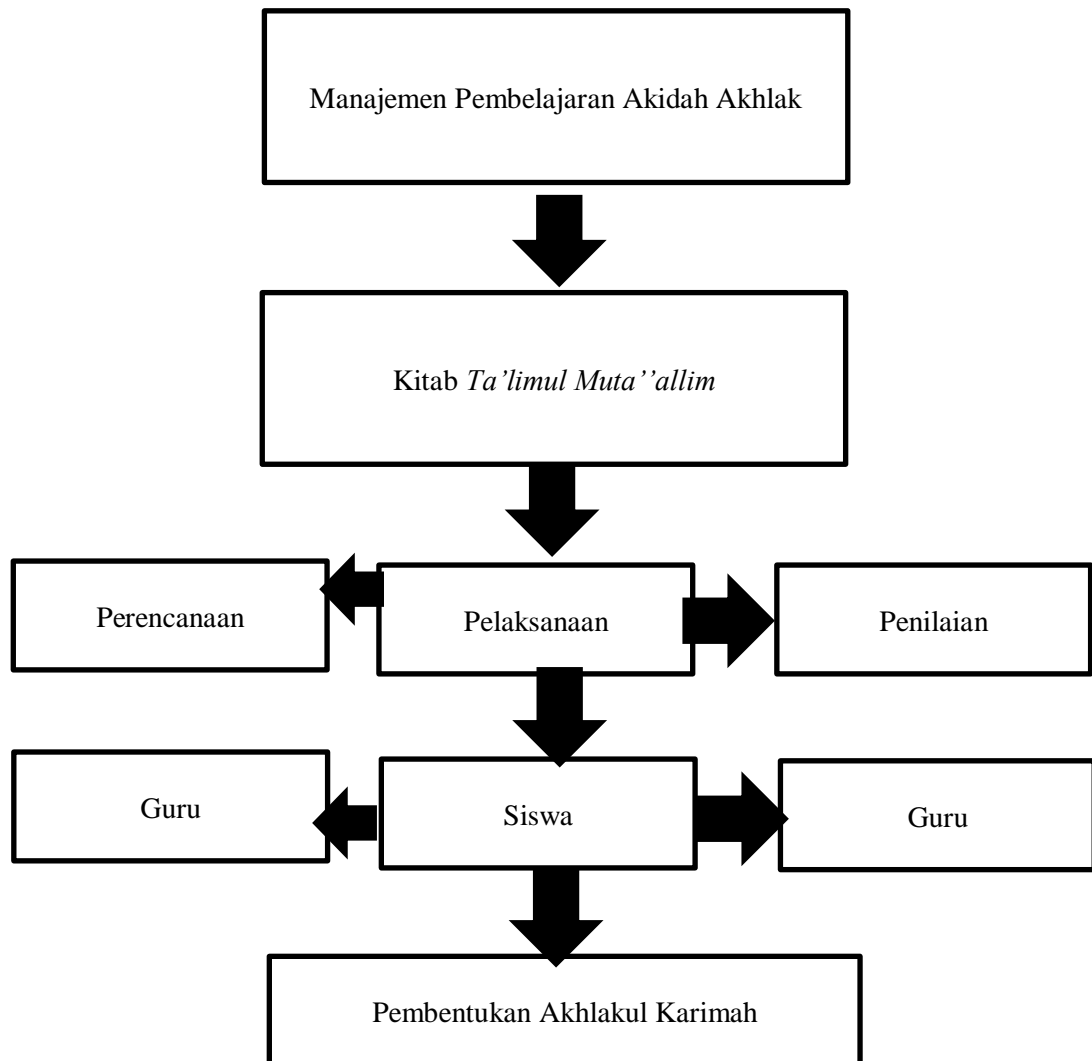 Manajemen Pembelajaran Akidah Akhlak
Kitab Ta’limul Muta’’allim
Perencanaan
Pelaksanaan
Penilaian
Guru
Siswa
Guru
Pembentukan Akhlakul Karimah